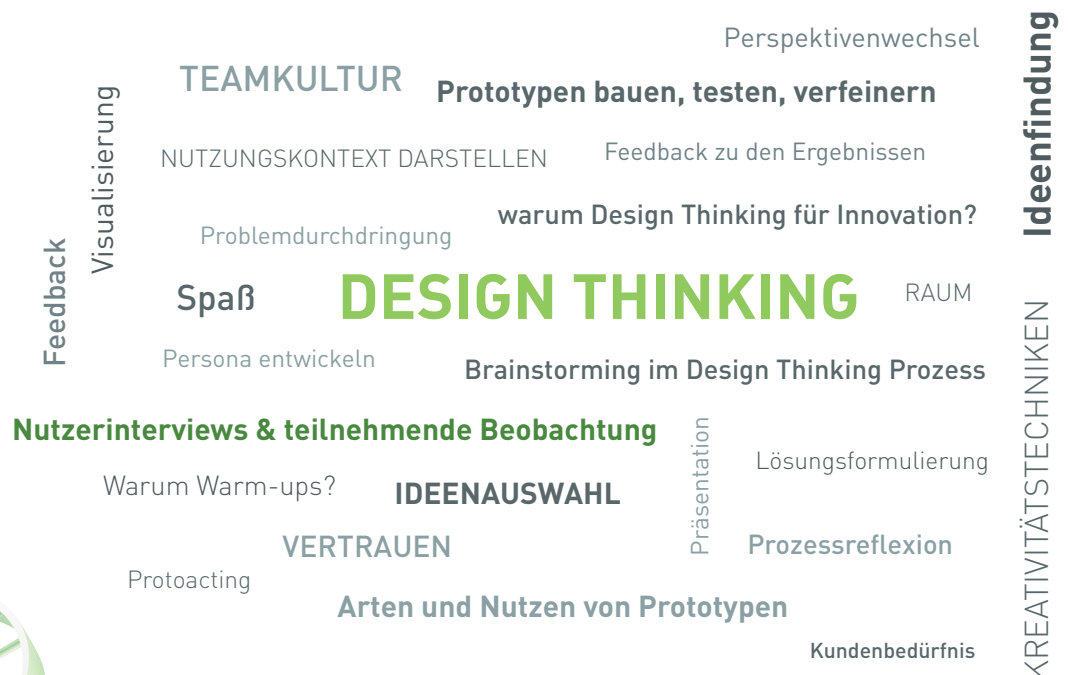 Perspektivenwechsel
TEAMKULTUR
Prototypen bauen, testen, verfeinern
Ideenfindung
Visualisierung
NUTZUNGSKONTEXT DARSTELLEN
Feedback zu den Ergebnissen
warum Design Thinking für Innovation?
Problemdurchdringung
Feedback
Spaß
DESIGN THINKING
RAUM
Persona entwickeln
Brainstorming im Design Thinking Prozess
KREATIVITÄTSTECHNIKEN
Nutzerinterviews & teilnehmende Beobachtung
Präsentation
Lösungsformulierung
Warum Warm-ups?
IDEENAUSWAHL
VERTRAUEN
Prozessreflexion
Protoacting
Arten und Nutzen von Prototypen
Kundenbedürfnis